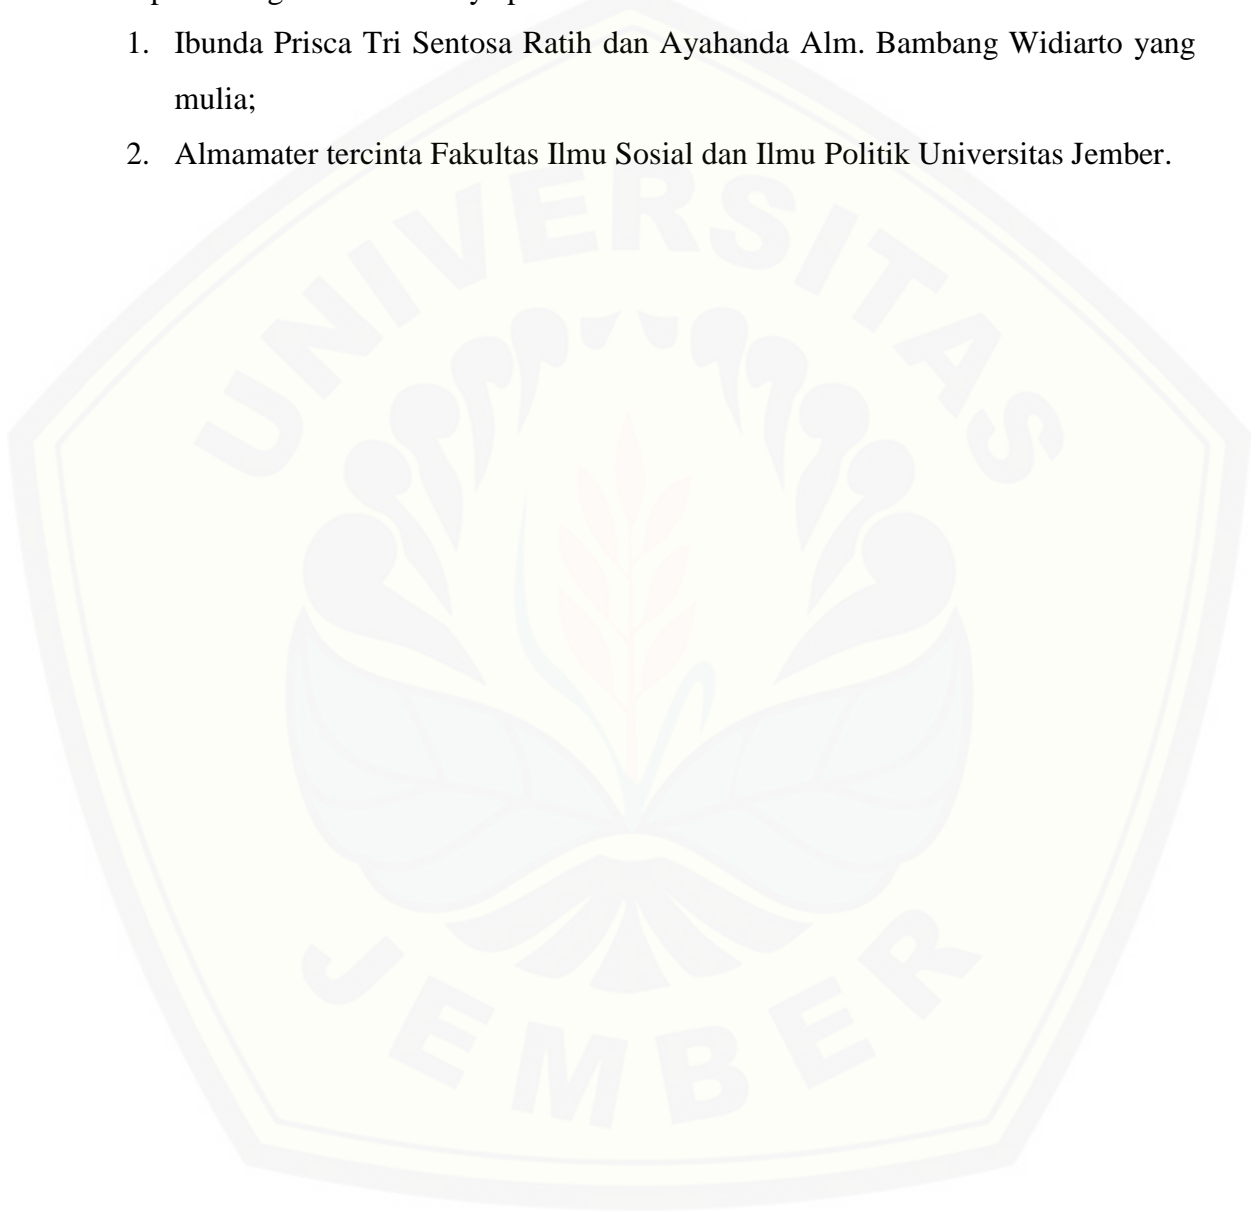 1. Ibunda Prisca Tri Sentosa Ratih dan Ayahanda Alm. Bambang Widiarto yang
mulia;
2. Almamater tercinta Fakultas Ilmu Sosial dan Ilmu Politik Universitas Jember.
UNIVERSITAS
JEMBER